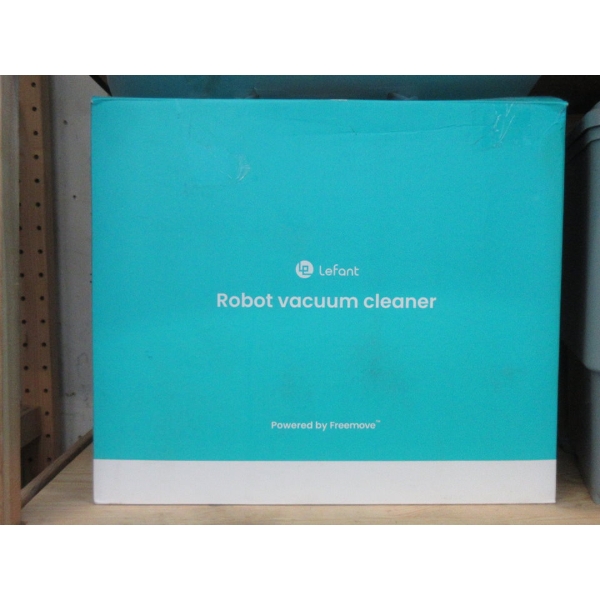 Lefant
Robot vacuum cleaner
Powered by Freemove™